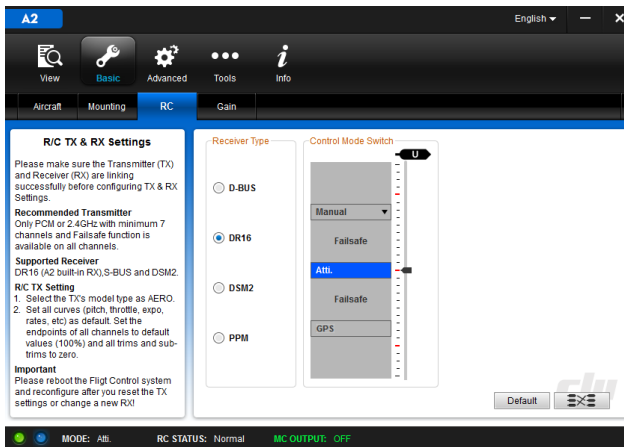 A2
English
View
Basic
Advanced
Tools
Info
Aircraft
Mounting
RC
Gain
R/C TX & RX Settings
Please make sure the Transmitter (TX)
and Receiver (RX) are linking
successfully before configuring TX & RX
Settings.
Recommended Transmitter
Only PCM or 2.4GHz with minimum 7
channels and Failsafe function is
available on all channels.
Supported Receiver
DR16 (A2 built-in RX),S-BUS and DSM2.
R/C TX Setting
1. Select the TX's model type as AERO.
2. Set all curves (pitch, throttle, expo,
rates, etc) as default. Set the
endpoints of all channels to default
values (100%) and all trims and sub-
trims to zero.
Important
Please reboot the Fligt Control system
and reconfigure after you reset the TX
settings or change a new RX!
Receiver Type
D-BUS
DR16
DSM2
PPM
Control Mode Switch
U
Manual
Failsafe
Atti.
Failsafe
GPS
dji
Default
MODE: Atti.
RC STATUS: Normal
MC OUTPUT: OFF